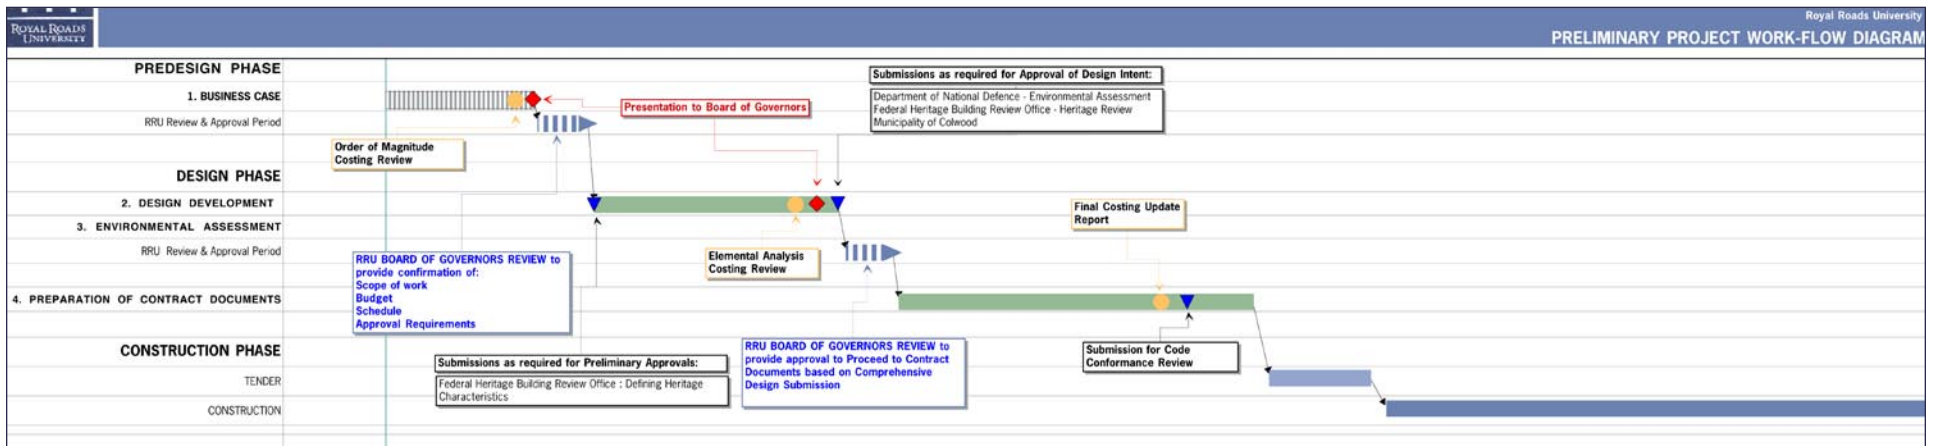 ROYAL ROADS
UNIVERSITY
Royal Roads University
PRELIMINARY PROJECT WORK-FLOW DIAGRAM
PREDESIGN PHASE
1. BUSINESS CASE
RRU Review & Approval Period
Order of Magnitude
Costing Review
Presentation to Board of Governors
Submissions as required for Approval of Design Intent:
Department of National Defence - Environmental Assessment
Federal Heritage Building Review Office - Heritage Review
Municipality of Colwood
DESIGN PHASE
2. DESIGN DEVELOPMENT
3. ENVIRONMENTAL ASSESSMENT
RRU Review & Approval Period
RRU BOARD OF GOVERNORS REVIEW to
provide confirmation of:
Scope of work
Budget
Schedule
Approval Requirements
Elemental Analysis
Costing Review
Final Costing Update
Report
4. PREPARATION OF CONTRACT DOCUMENTS
Submissions as required for Preliminary Approvals:
Federal Heritage Building Review Office : Defining Heritage
Characteristics
RRU BOARD OF GOVERNORS REVIEW to
provide approval to Proceed to Contract
Documents based on Comprehensive
Design Submission
Submission for Code
Conformance Review
CONSTRUCTION PHASE
TENDER
CONSTRUCTION